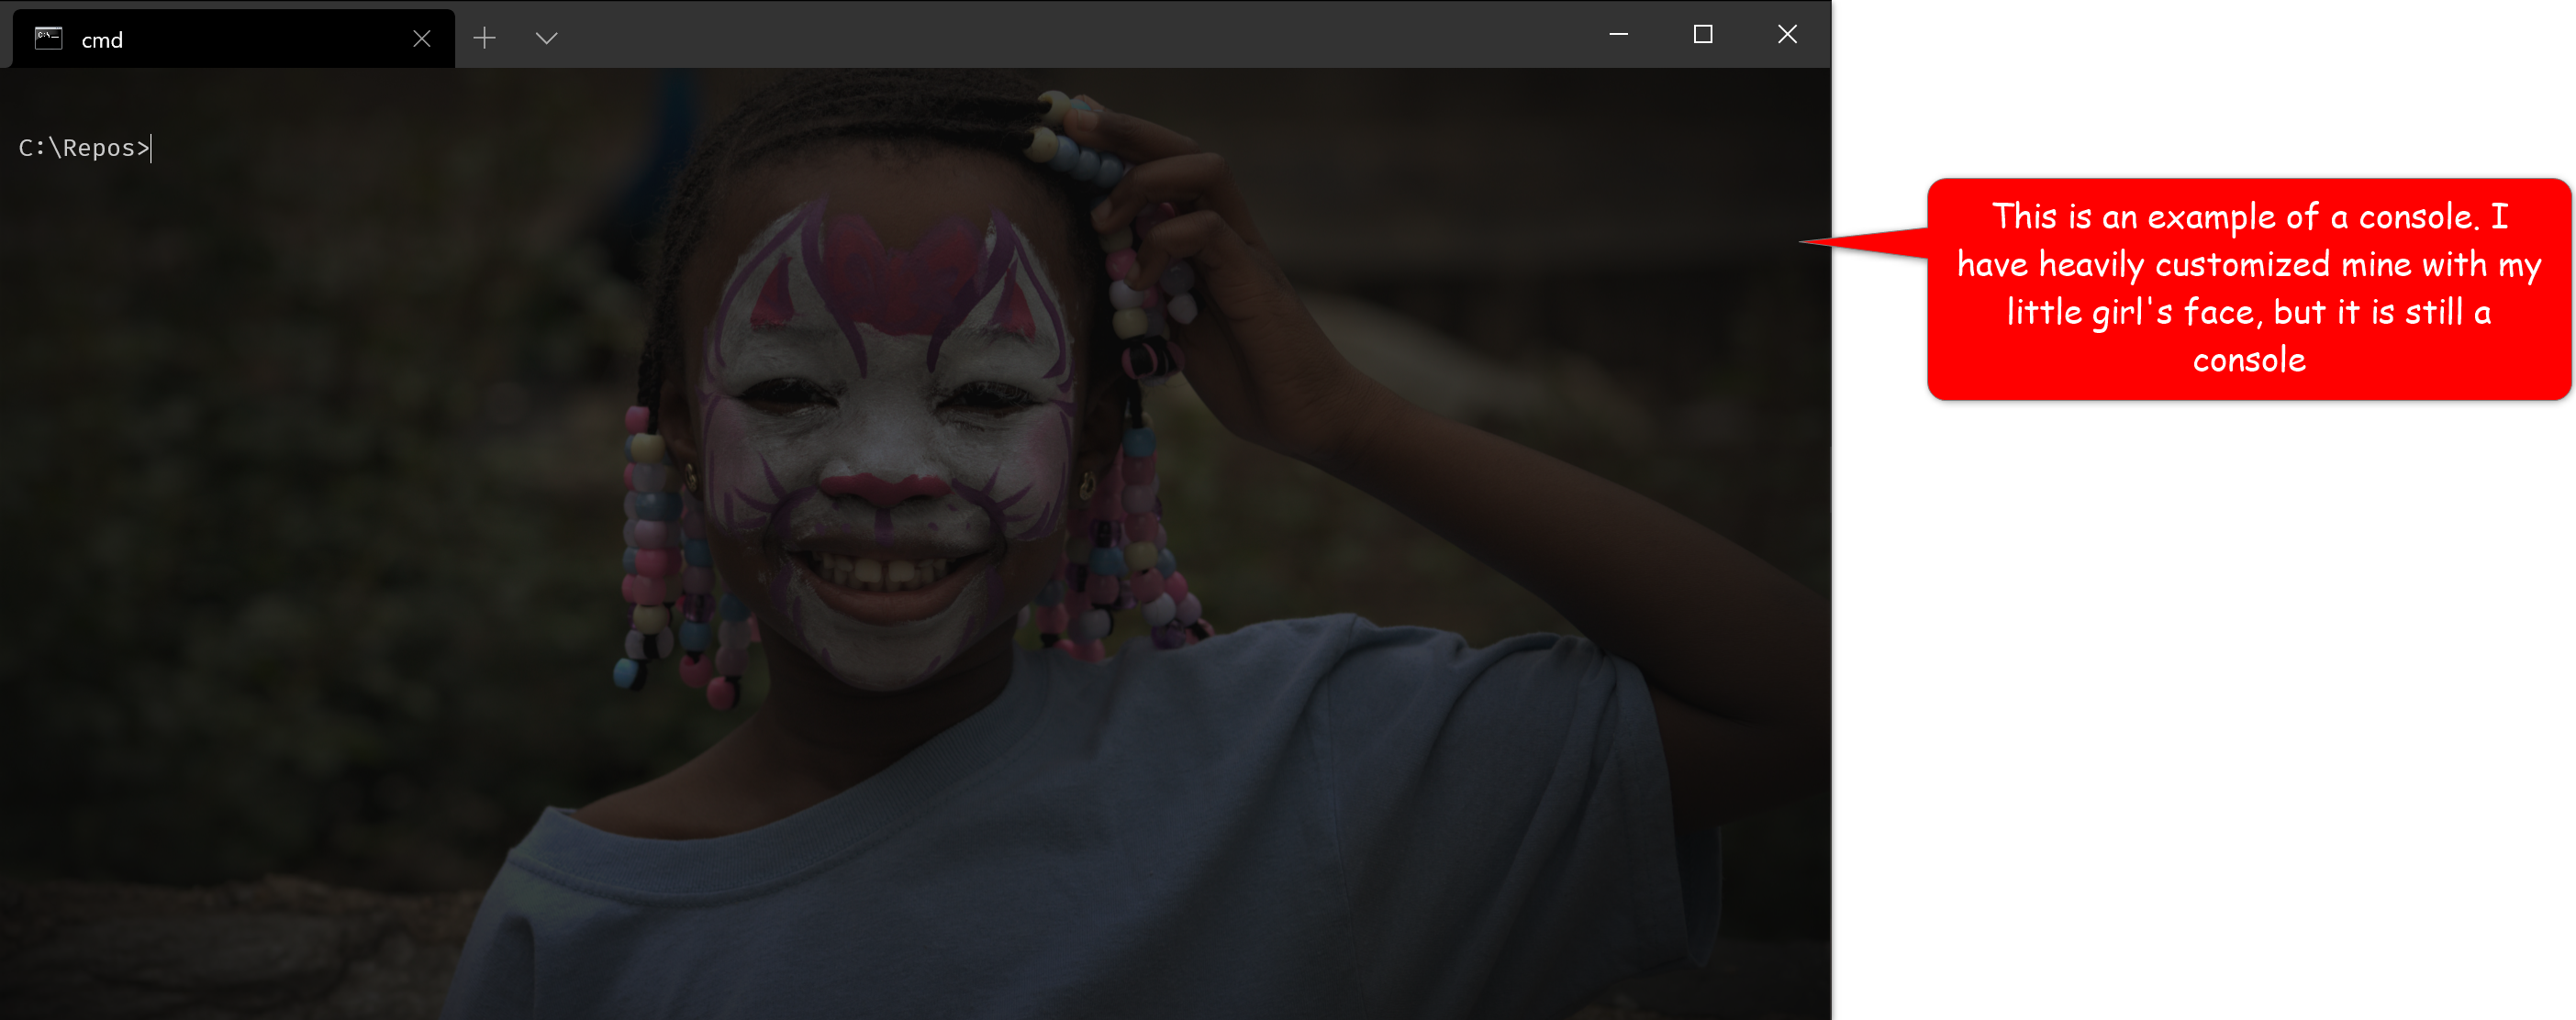 cmd
C:\Repos>
This is an example of a console. I
have heavily customized mine with my
little girl's face, but it is still a
console